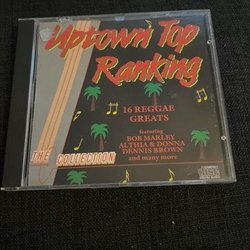 Uptown Top
Ranking
16 REGGAE
GREATS
featuring
BOB MARLEY
ALTHIA & DONNA
DENNIS BROWN
and many more
THE COLLECTION